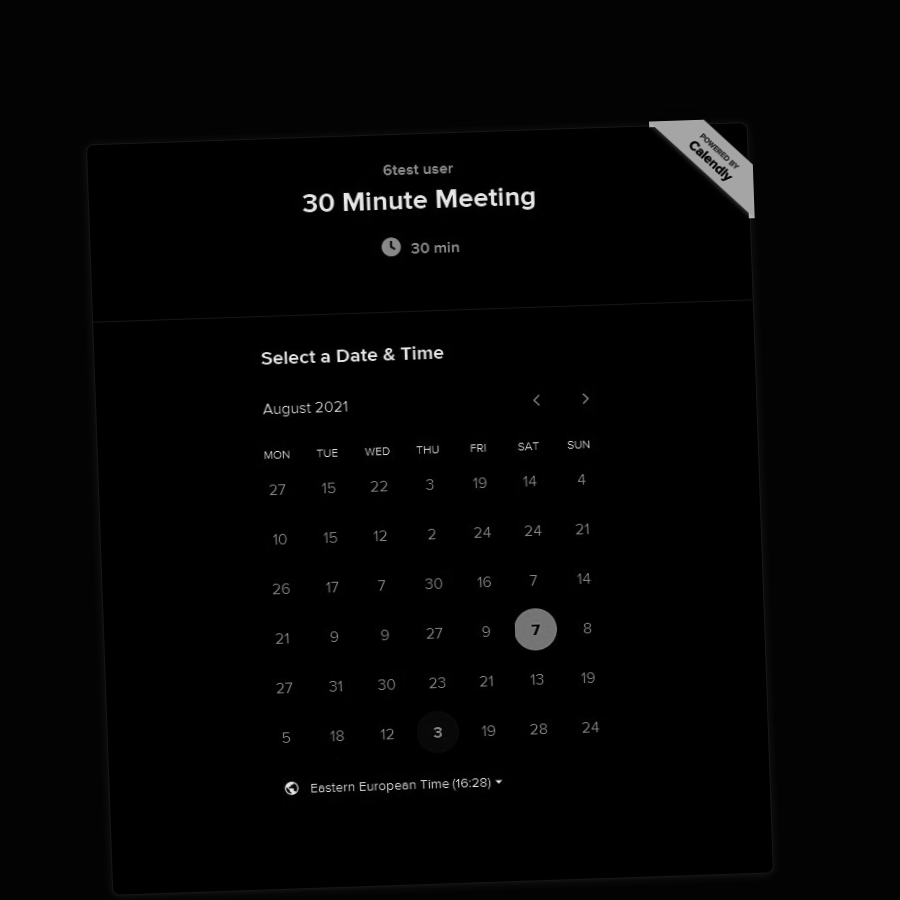 POWERED BY
Calendly
6test user
30 Minute Meeting
30 min
Select a Date & Time
August 2021
MON TUE WED THU FRI SAT SUN
27 15 22 3 19 14 4
10 15 12 2 24 24 21
26 17 7 30 16 7 14
21 9 9 27 9 7 8
27 31 30 23 21 13 19
5 18 12 3 19 28 24
Eastern European Time (16:28)